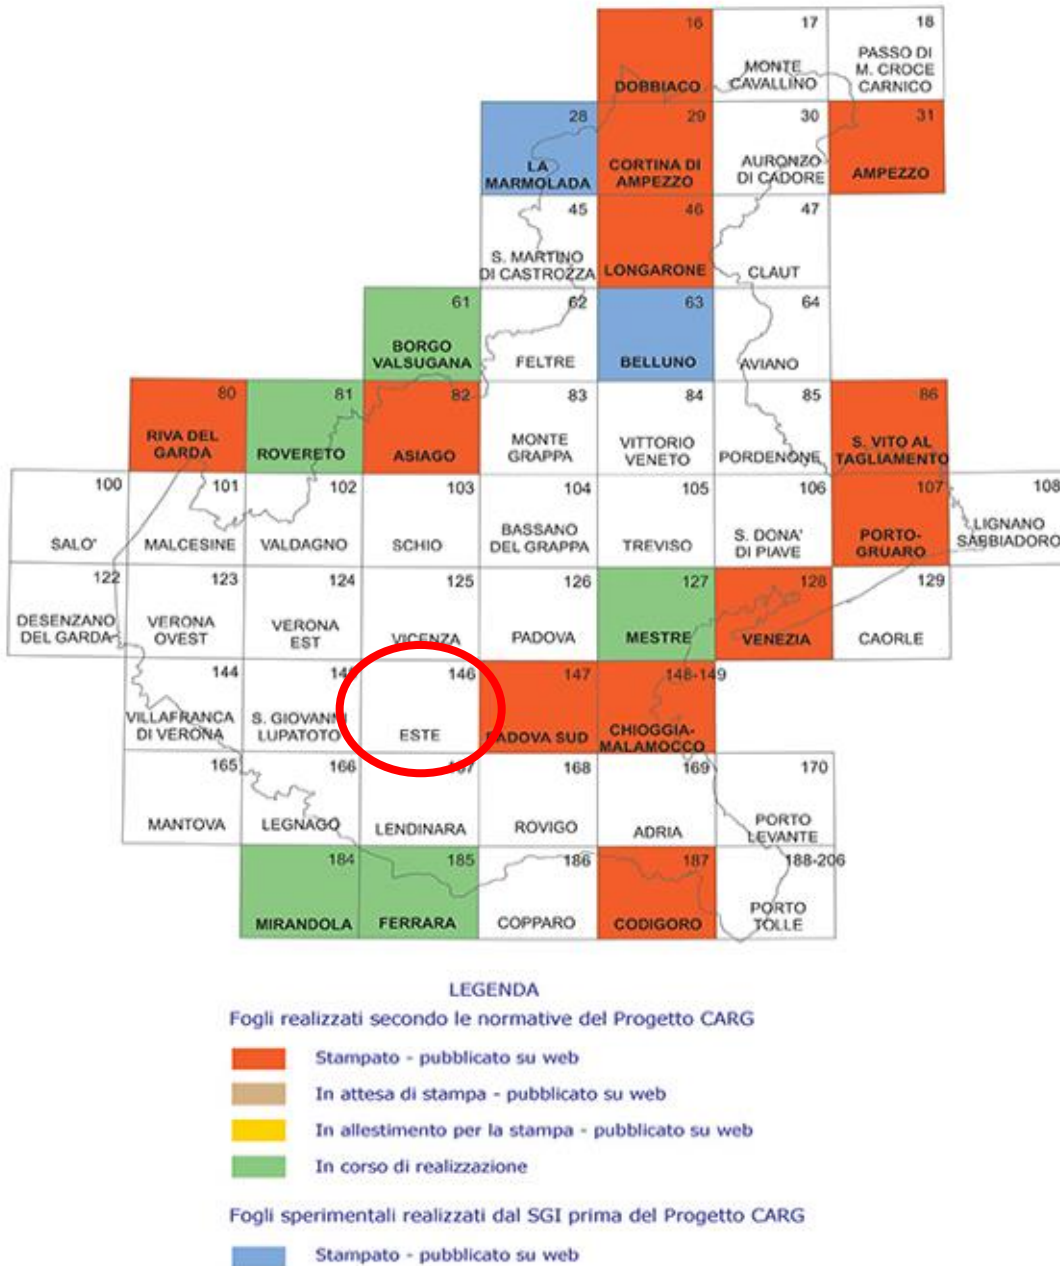 16
DOBBIACO
17
MONTE
CAVALLINO
18
PASSO DI
M. CROCE
CARNICO
28
LA
MARMOLADA
29
CORTINA DI
AMPEZZO
30
AURONZO
DI CADORE
31
AMPEZZO
45
S. MARTINO
DI CASTROZZA
46
LONGARONE
47
CLAUT
61
BORGO
VALSUGANA
62
FELTRE
63
BELLUNO
64
AVIANO
80
RIVA DEL
GARDA
81
ROVERETO
82
ASIAGO
83
MONTE
GRAPPA
84
VITTORIO
VENETO
85
PORDENONE
86
S. VITO AL
TAGLIAMENTO
100
SALO'
101
MALCESINE
102
VALDAGNO
103
SCHIO
104
BASSANO
DEL GRAPPA
105
TREVISO
106
S. DONA'
DI PIAVE
107
PORTO-
GRUARO
108
LIGNANO
SABBIADORO
122
DESENZANO
DEL GARDA
123
VERONA
OVEST
124
VERONA
EST
125
VICENZA
126
PADOVA
127
MESTRE
128
VENEZIA
129
CAORLE
144
VILLAFRANCA
DI VERONA
S. GIOVANNI
LUPATOTO
146
ESTE
147
PADOVA SUD
148-149
CHIOGGIA-
MALAMOCCO
165
MANTOVA
166
LEGNAGO
LENDINARA
168
ROVIGO
169
ADRIA
170
PORTO
LEVANTE
184
MIRANDOLA
185
FERRARA
186
COPPARO
187
CODIGORO
188-206
PORTO
TOLLE
LEGENDA
Fogli realizzati secondo le normative del Progetto CARG
Stampato - pubblicato su web
In attesa di stampa - pubblicato su web
In allestimento per la stampa - pubblicato su web
In corso di realizzazione
Fogli sperimentali realizzati dal SGI prima del Progetto CARG
Stampato - pubblicato su web